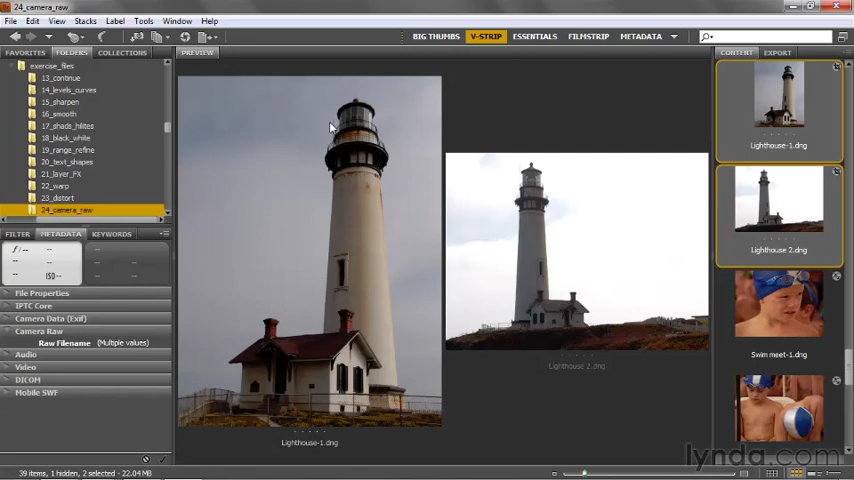 Br 24_camera_raw
File Edit View Stacks Label Tools Window Help
BIG THUMBS V-STRIP ESSENTIALS FILMSTRIP METADATA
FAVORITES FOLDERS COLLECTIONS
PREVIEW
CONTENT EXPORT
exercise_files
13_continue
14_levels_curves
15_sharpen
16_smooth
17_shads_hilites
18_black_white
19_range_refine
20_text_shapes
21_layer_FX
22_warp
23_distort
24_camera_raw
FILTER METADATA KEYWORDS
f/-- -- --
-- -- -- --
-- ISO--
File Properties
IPTC Core
Camera Data (Exif)
Camera Raw
Raw Filename (Multiple values)
Audio
Video
DICOM
Mobile SWF
Lighthouse-1.dng
Lighthouse 2.dng
Lighthouse-1.dng
Lighthouse 2.dng
Swim meet-1.dng
lynda.com
39 items, 1 hidden, 2 selected - 22.04 MB